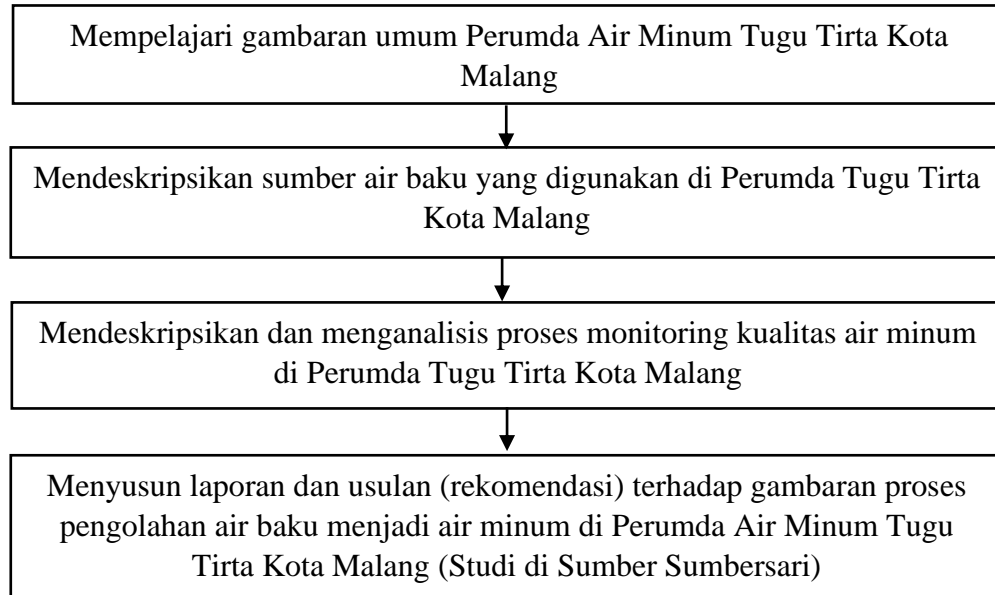 Mempelajari gambaran umum Perumda Air Minum Tugu Tirta Kota
Malang
Mendeskripsikan sumber air baku yang digunakan di Perumda Tugu Tirta
Kota Malang
Mendeskripsikan dan menganalisis proses monitoring kualitas air minum
di Perumda Tugu Tirta Kota Malang
Menyusun laporan dan usulan (rekomendasi) terhadap gambaran proses
pengolahan air baku menjadi air minum di Perumda Air Minum Tugu
Tirta Kota Malang (Studi di Sumber Sumbersari)